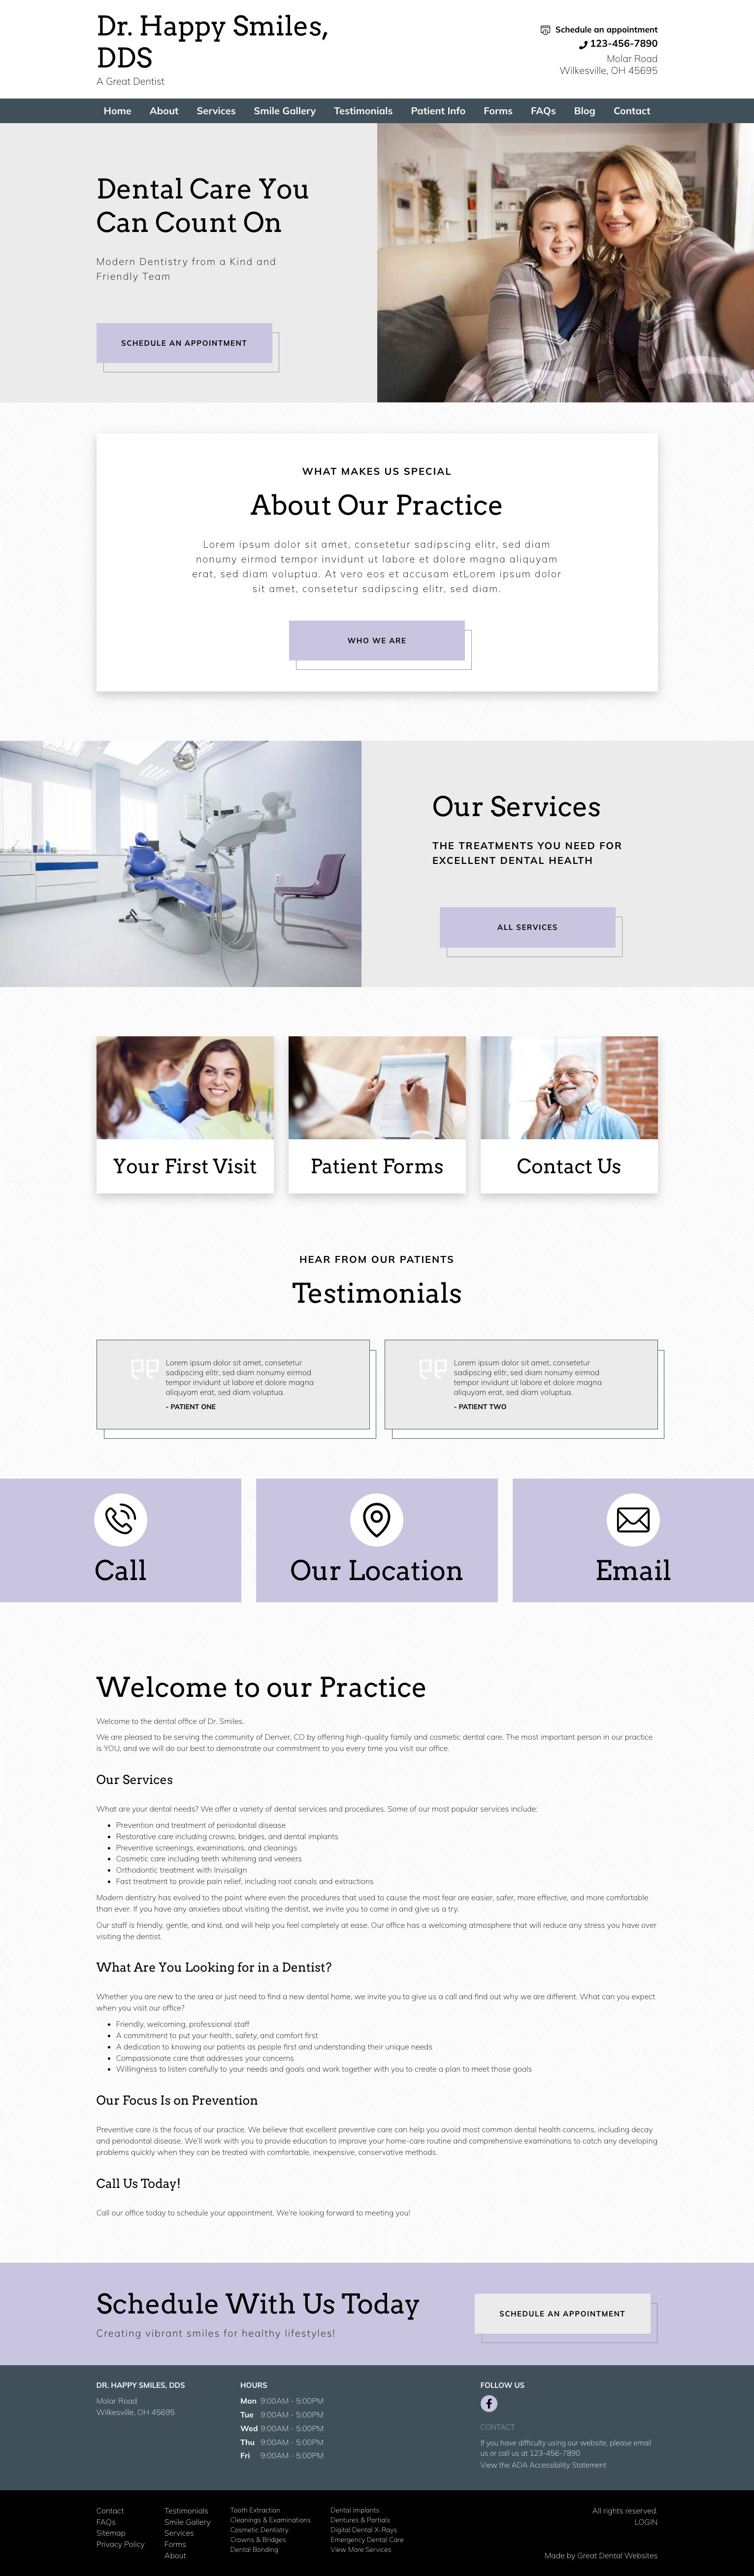 Dr. Happy Smiles,
DDS
A Great Dentist
Schedule an appointment
123-456-7890
Molar Road
Wilkesville, OH 45695
Home About Services Smile Gallery Testimonials Patient Info Forms FAQs Blog Contact
Dental Care You
Can Count On
Modern Dentistry from a Kind and
Friendly Team
SCHEDULE AN APPOINTMENT
WHAT MAKES US SPECIAL
About Our Practice
Lorem ipsum dolor sit amet, consetetur sadipscing elitr, sed diam
nonumy eirmod tempor invidunt ut labore et dolore magna aliquyam
erat, sed diam voluptua. At vero eos et accusam etLorem ipsum dolor
sit amet, consetetur sadipscing elitr, sed diam.
WHO WE ARE
Our Services
THE TREATMENTS YOU NEED FOR
EXCELLENT DENTAL HEALTH
ALL SERVICES
Your First Visit
Patient Forms
Contact Us
HEAR FROM OUR PATIENTS
Testimonials
Lorem ipsum dolor sit amet, consetetur
sadipscing elitr, sed diam nonumy eirmod
tempor invidunt ut labore et dolore magna
aliquyam erat, sed diam voluptua.
- PATIENT ONE
Lorem ipsum dolor sit amet, consetetur
sadipscing elitr, sed diam nonumy eirmod
tempor invidunt ut labore et dolore magna
aliquyam erat, sed diam voluptua.
- PATIENT TWO
Call
Our Location
Email
Welcome to our Practice
Welcome to the dental office of Dr. Smiles.
We are pleased to be serving the community of Denver, CO by offering high-quality family and cosmetic dental care. The most important person in our practice
is YOU, and we will do our best to demonstrate our commitment to you every time you visit our office.
Our Services
What are your dental needs? We offer a variety of dental services and procedures. Some of our most popular services include:
• Prevention and treatment of periodontal disease
• Restorative care including crowns, bridges, and dental implants
• Preventive screenings, examinations, and cleanings
• Cosmetic care including teeth whitening and veneers
• Orthodontic treatment with Invisalign
• Fast treatment to provide pain relief, including root canals and extractions
Modern dentistry has evolved to the point where even the procedures that used to cause the most fear are easier, safer, more effective, and more comfortable
than ever. If you have any anxieties about visiting the dentist, we invite you to come in and give us a try.
Our staff is friendly, gentle, and kind, and will help you feel completely at ease. Our office has a welcoming atmosphere that will reduce any stress you have over
visiting the dentist.
What Are You Looking for in a Dentist?
Whether you are new to the area or just need to find a new dental home, we invite you to give us a call and find out why we are different. What can you expect
when you visit our office?
• Friendly, welcoming, professional staff
• A commitment to put your health, safety, and comfort first
• A dedication to knowing our patients as people first and understanding their unique needs
• Compassionate care that addresses your concerns
• Willingness to listen carefully to your needs and goals and work together with you to create a plan to meet those goals
Our Focus Is on Prevention
Preventive care is the focus of our practice. We believe that excellent preventive care can help you avoid most common dental health concerns, including decay
and periodontal disease. We'll work with you to provide education to improve your home-care routine and comprehensive examinations to catch any developing
problems quickly when they can be treated with comfortable, inexpensive, conservative methods.
Call Us Today!
Call our office today to schedule your appointment. We're looking forward to meeting you!
Schedule With Us Today
Creating vibrant smiles for healthy lifestyles!
SCHEDULE AN APPOINTMENT
DR. HAPPY SMILES, DDS
Molar Road
Wilkesville, OH 45695
HOURS
Mon 9:00AM - 5:00PM
Tue 9:00AM - 5:00PM
Wed 9:00AM - 5:00PM
Thu 9:00AM - 5:00PM
Fri 9:00AM - 5:00PM
FOLLOW US
CONTACT
If you have difficulty using our website, please email
us or call us at 123-456-7890
View the ADA Accessibility Statement
Contact
FAQs
Sitemap
Privacy Policy
Testimonials
Smile Gallery
Services
Forms
About
Tooth Extraction
Cleanings & Examinations
Cosmetic Dentistry
Crowns & Bridges
Dental Bonding
Dental Implants
Dentures & Partials
Digital Dental X-Rays
Emergency Dental Care
View More Services
All rights reserved.
LOGIN
Made by Great Dental Websites